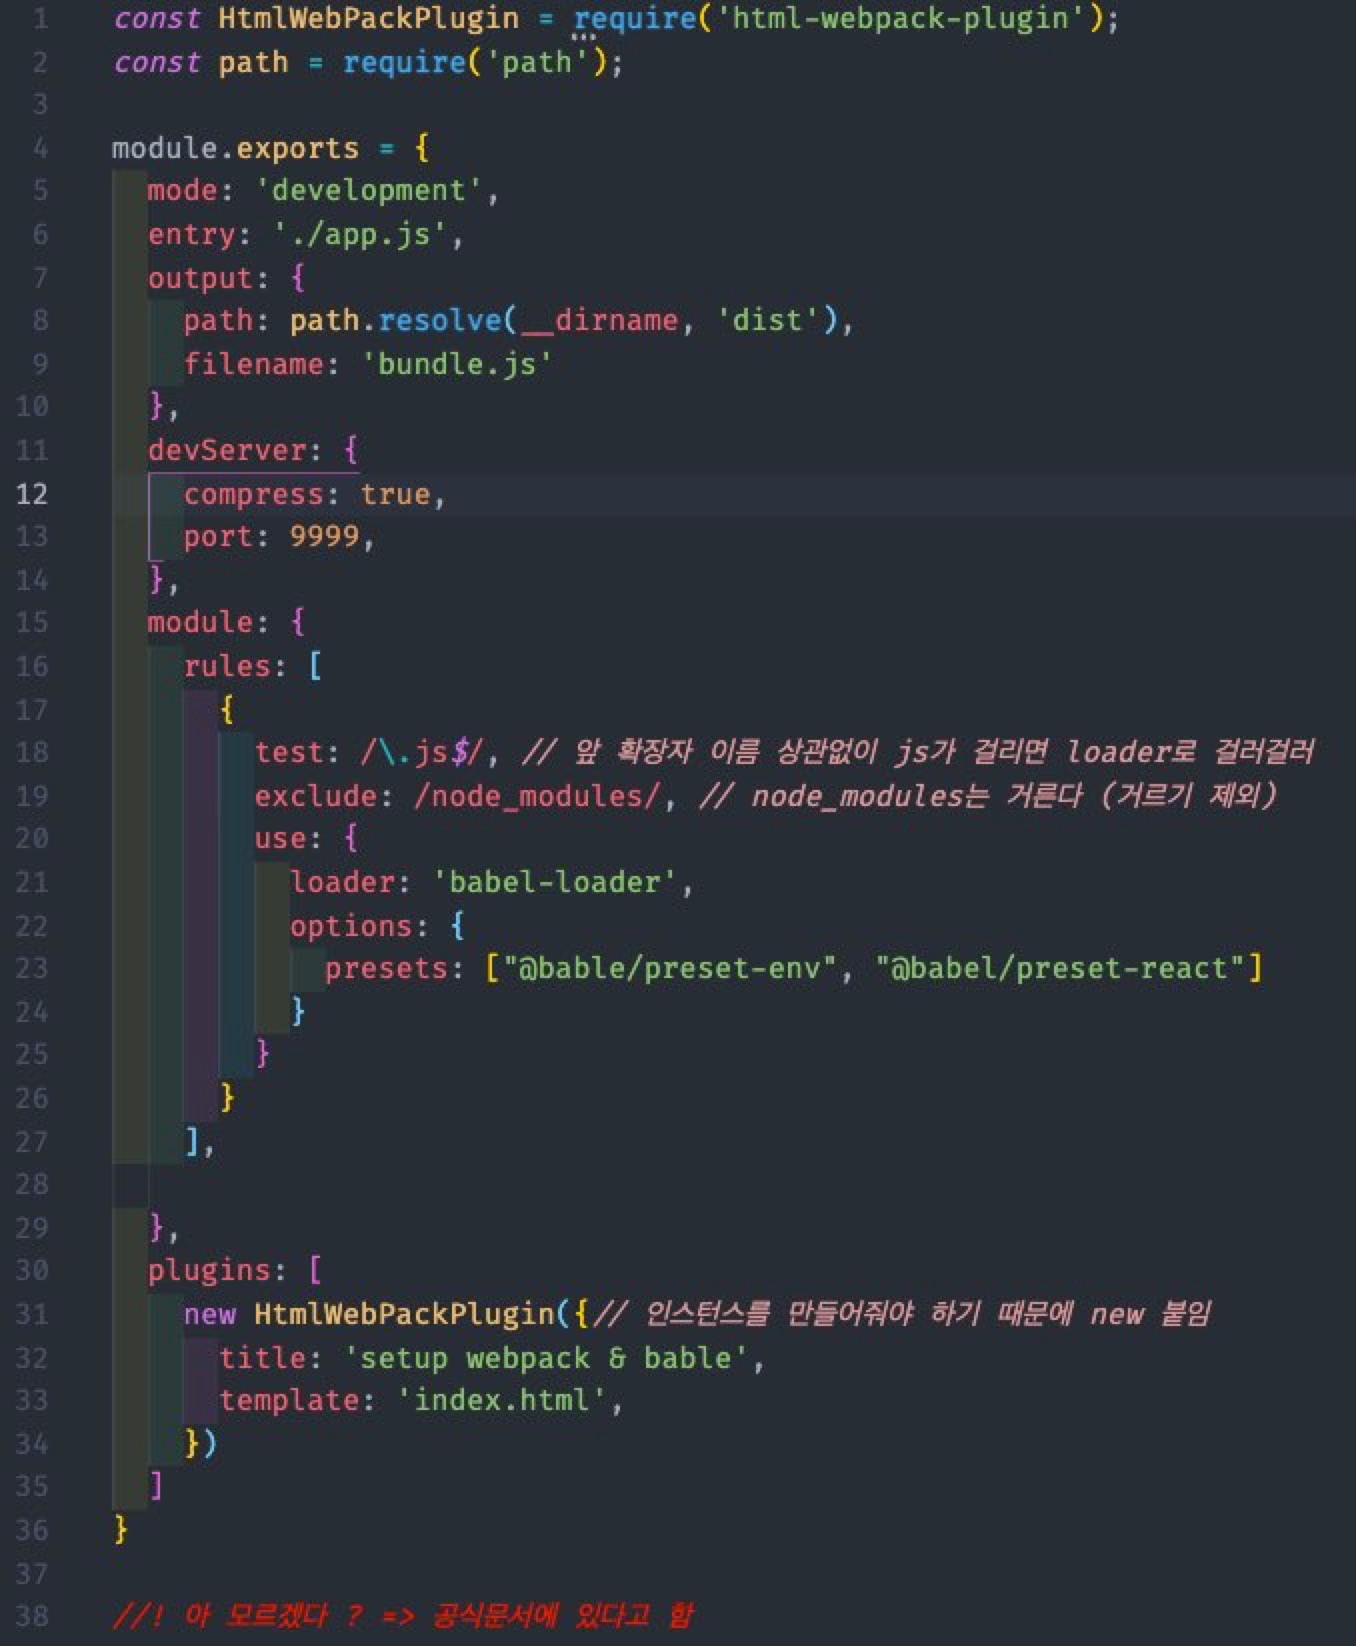 1 const HtmlWebPackPlugin = require('html-webpack-plugin');
2 const path = require('path');
3
4 module.exports = {
5   mode: 'development',
6   entry: './app.js',
7   output: {
8     path: path.resolve(__dirname, 'dist'),
9     filename: 'bundle.js'
10   },
11   devServer: {
12     compress: true,
13     port: 9999,
14   },
15   module: {
16     rules: [
17       {
18         test: /\.js$/, // 앞 확장자 이름 상관없이 js가 걸리면 loader로 걸러걸러
19         exclude: /node_modules/, // node_modules는 거른다 (거르기 제외)
20         use: {
21           loader: 'babel-loader',
22           options: {
23             presets: ["@bable/preset-env", "@babel/preset-react"]
24           }
25         }
26       }
27     ],
28
29   },
30   plugins: [
31     new HtmlWebPackPlugin({// 인스턴스를 만들어줘야 하기 때문에 new 붙임
32       title: 'setup webpack & bable',
33       template: 'index.html',
34     })
35   ]
36 }
37
38 //! 아 모르겠다 ? => 공식문서에 있다고 함